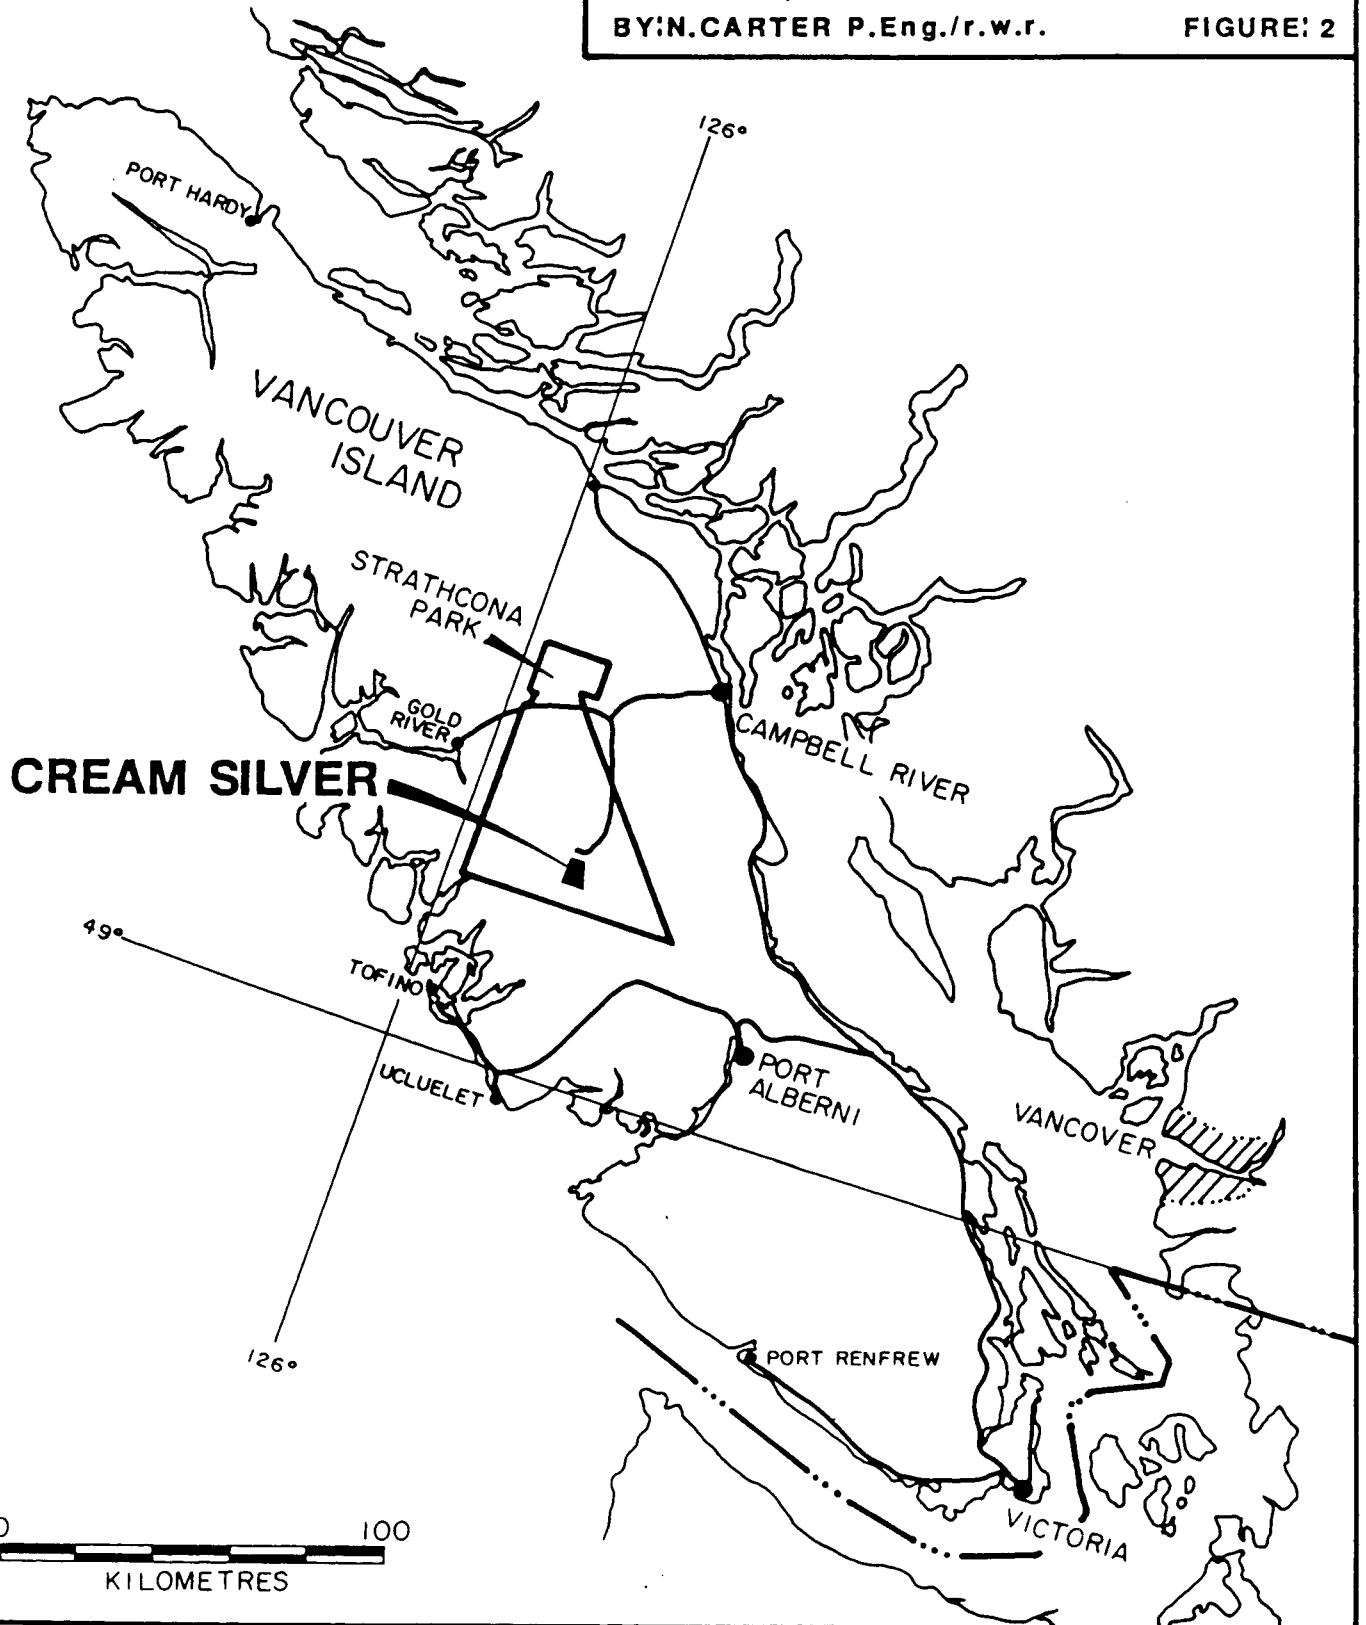 BY:N.CARTER P.Eng./r.w.r. FIGURE: 2
126°
PORT HARDY
VANCOUVER
ISLAND
STRATHCONA
PARK
GOLD
RIVER
CAMPBELL RIVER
CREAM SILVER
49°
TOFINO
UCLUELET
PORT
ALBERNI
VANCOVER
126°
PORT RENFREW
VICTORIA
0 100
KILOMETRES